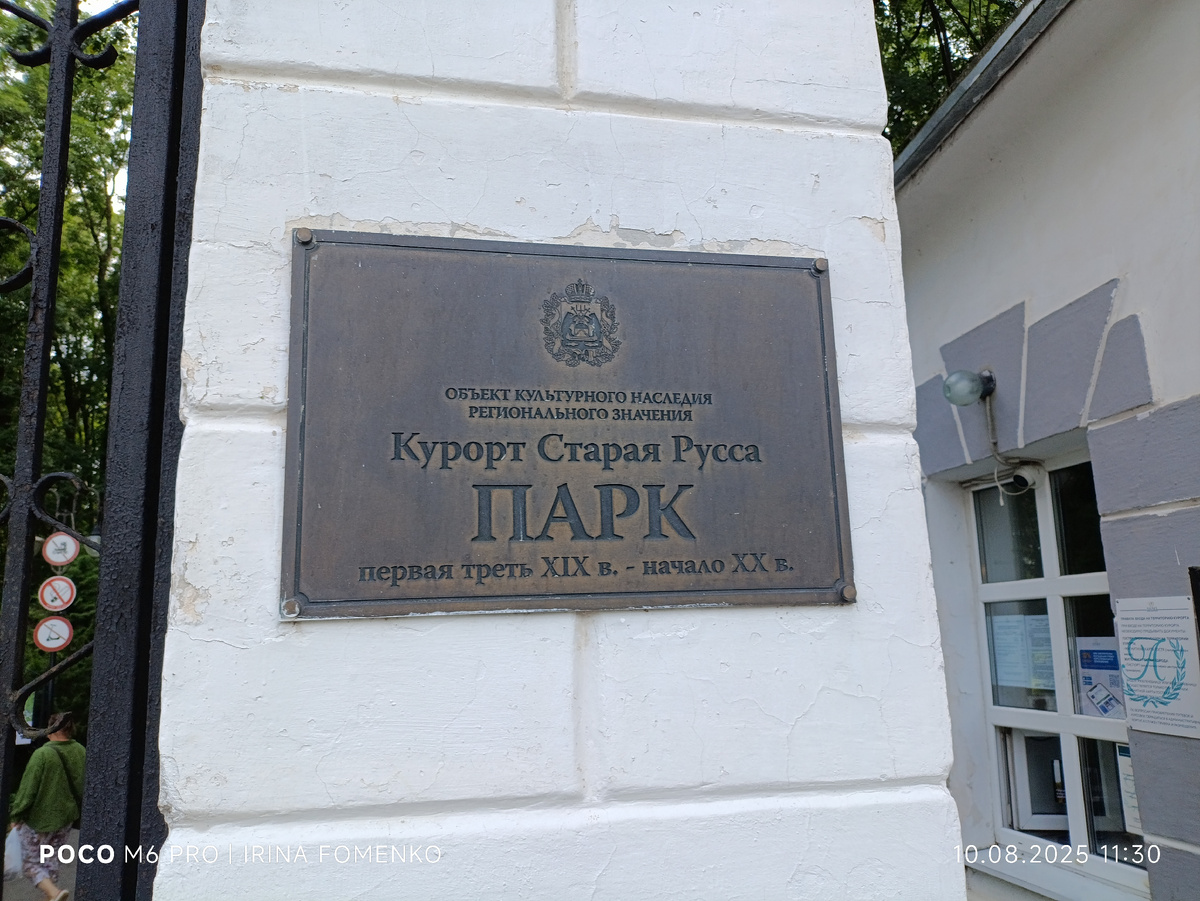 ОБЪЕКТ КУЛЬТУРНОГО НАСЛЕДИЯ
РЕГИОНАЛЬНОГО ЗНАЧЕНИЯ
Курорт Старая Русса
ПАРК
первая треть XIX в. - начало XX в.
POCO M6 PRO | IRINA FOMENKO
10.08.2025 11:30